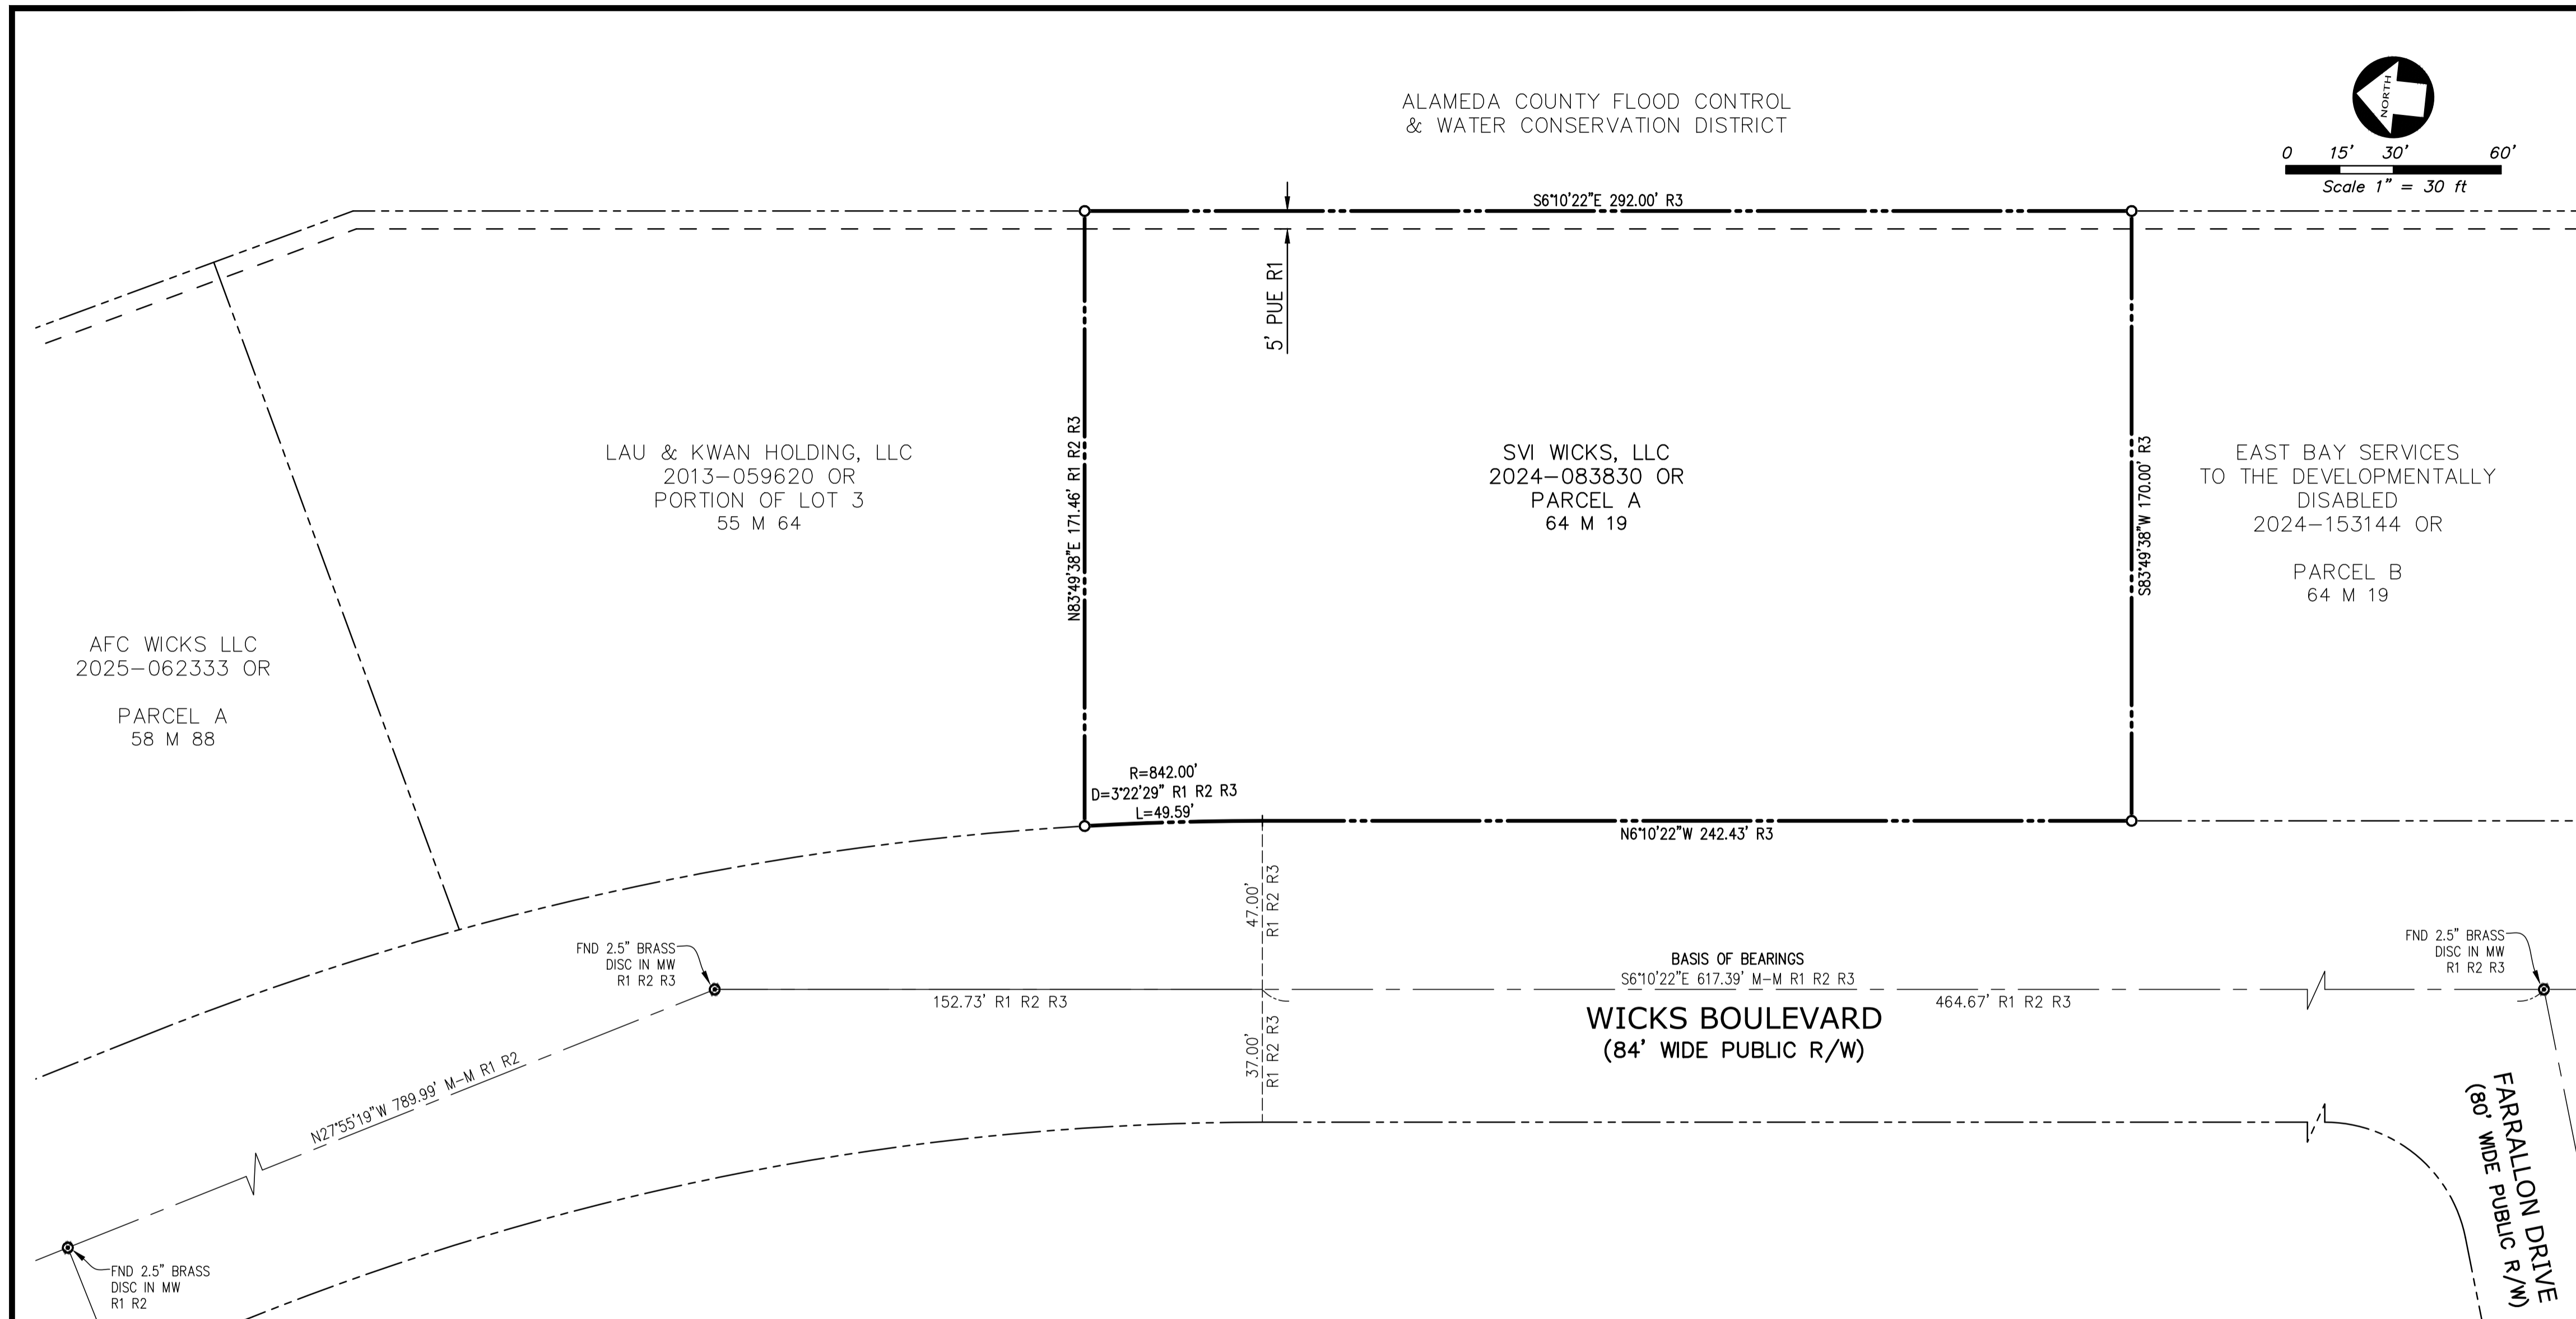 ALAMEDA COUNTY FLOOD CONTROL
& WATER CONSERVATION DISTRICT
NORTH
0 15' 30' 60'
Scale 1" = 30 ft
S6°10'22"E 292.00' R3
5' PUE R1
LAU & KWAN HOLDING, LLC
2013-059620 OR
PORTION OF LOT 3
55 M 64
N83°49'38"E 171.46' R1 R2 R3
SVI WICKS, LLC
2024-083830 OR
PARCEL A
64 M 19
S83°49'38"W 170.00' R3
EAST BAY SERVICES
TO THE DEVELOPMENTALLY
DISABLED
2024-153144 OR
PARCEL B
64 M 19
AFC WICKS LLC
2025-062333 OR
PARCEL A
58 M 88
R=842.00'
D=3°22'29" R1 R2 R3
L=49.59'
N6°10'22"W 242.43' R3
47.00'
R1 R2 R3
FND 2.5" BRASS
DISC IN MW
R1 R2 R3
BASIS OF BEARINGS
S6°10'22"E 617.39' M-M R1 R2 R3
FND 2.5" BRASS
DISC IN MW
R1 R2 R3
152.73' R1 R2 R3
464.67' R1 R2 R3
WICKS BOULEVARD
(84' WIDE PUBLIC R/W)
37.00'
R1 R2 R3
N27°55'19"W 789.99' M-M R1 R2
FARRALLON DRIVE
(80' WIDE PUBLIC R/W)
FND 2.5" BRASS
DISC IN MW
R1 R2